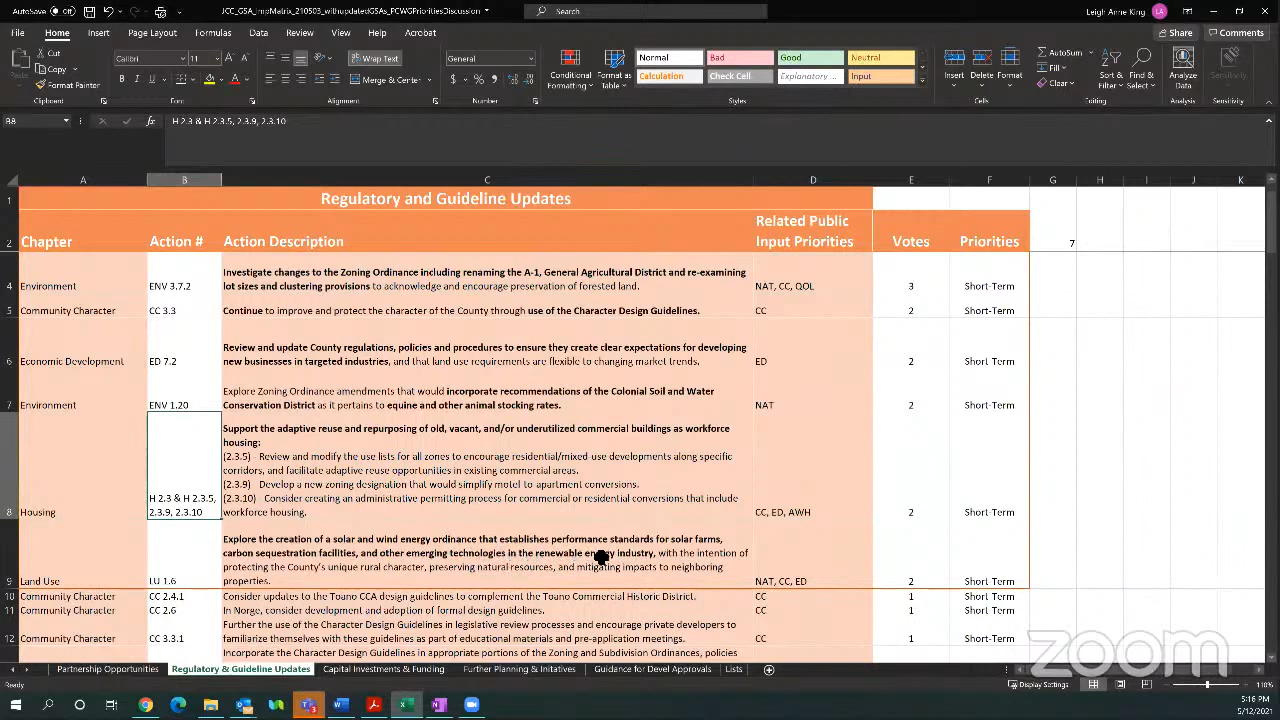 AutoSave Off
JCC_GSA_ImpMatrix_210503_withupdatedGSAs_PCWGPrioritiesDiscussion
Search
Leigh Anne King
LA
File Home Insert Page Layout Formulas Data Review View Help Acrobat
Share Comments
Cut
Copy
Format Painter
Paste
Clipboard
Calibri 11
B I U
Font
Wrap Text
Merge & Center
Alignment
General
$ % ,
Number
Conditional Formatting
Format as Table
Normal Bad Good Neutral
Calculation Check Cell Explanatory ... Input
Styles
Insert Delete Format
Cells
AutoSum
Fill
Clear
Sort & Filter
Find & Select
Editing
Analyze Data
Analysis
Sensitivity
Sensitivity
B8 fx H 2.3 & H 2.3.5, 2.3.9, 2.3.10
A B C D E F G H I J K
1 Regulatory and Guideline Updates
Related Public
2 Chapter Action # Action Description Input Priorities Votes Priorities 7
Investigate changes to the Zoning Ordinance including renaming the A-1, General Agricultural District and re-examining
4 Environment ENV 3.7.2 lot sizes and clustering provisions to acknowledge and encourage preservation of forested land. NAT, CC, QOL 3 Short-Term
5 Community Character CC 3.3 Continue to improve and protect the character of the County through use of the Character Design Guidelines. CC 2 Short-Term
Review and update County regulations, policies and procedures to ensure they create clear expectations for developing
6 Economic Development ED 7.2 new businesses in targeted industries, and that land use requirements are flexible to changing market trends. ED 2 Short-Term
Explore Zoning Ordinance amendments that would incorporate recommendations of the Colonial Soil and Water
7 Environment ENV 1.20 Conservation District as it pertains to equine and other animal stocking rates. NAT 2 Short-Term
Support the adaptive reuse and repurposing of old, vacant, and/or underutilized commercial buildings as workforce
housing:
(2.3.5) - Review and modify the use lists for all zones to encourage residential/mixed-use developments along specific
corridors, and facilitate adaptive reuse opportunities in existing commercial areas.
(2.3.9) - Develop a new zoning designation that would simplify motel to apartment conversions.
H 2.3 & H 2.3.5, (2.3.10) - Consider creating an administrative permitting process for commercial or residential conversions that include
8 Housing 2.3.9, 2.3.10 workforce housing. CC, ED, AWH 2 Short-Term
Explore the creation of a solar and wind energy ordinance that establishes performance standards for solar farms,
carbon sequestration facilities, and other emerging technologies in the renewable energy industry, with the intention of
protecting the County's unique rural character, preserving natural resources, and mitigating impacts to neighboring
9 Land Use LU 1.6 properties. NAT, CC, ED 2 Short-Term
10 Community Character CC 2.4.1 Consider updates to the Toano CCA design guidelines to complement the Toano Commercial Historic District. CC 1 Short-Term
11 Community Character CC 2.6 In Norge, consider development and adoption of formal design guidelines. CC 1 Short-Term
Further the use of the Character Design Guidelines in legislative review processes and encourage private developers to
12 Community Character CC 3.3.1 familiarize themselves with these guidelines as part of educational materials and pre-application meetings. CC 1 Short-Term
Incorporate the Character Design Guidelines in appropriate portions of the Zoning and Subdivision Ordinances, policies
zoom
Partnership Opportunities Regulatory & Guideline Updates Capital Investments & Funding Further Planning & Initatives Guidance for Devel Approvals Lists
Ready Display Settings 110%
5:16 PM
5/12/2021